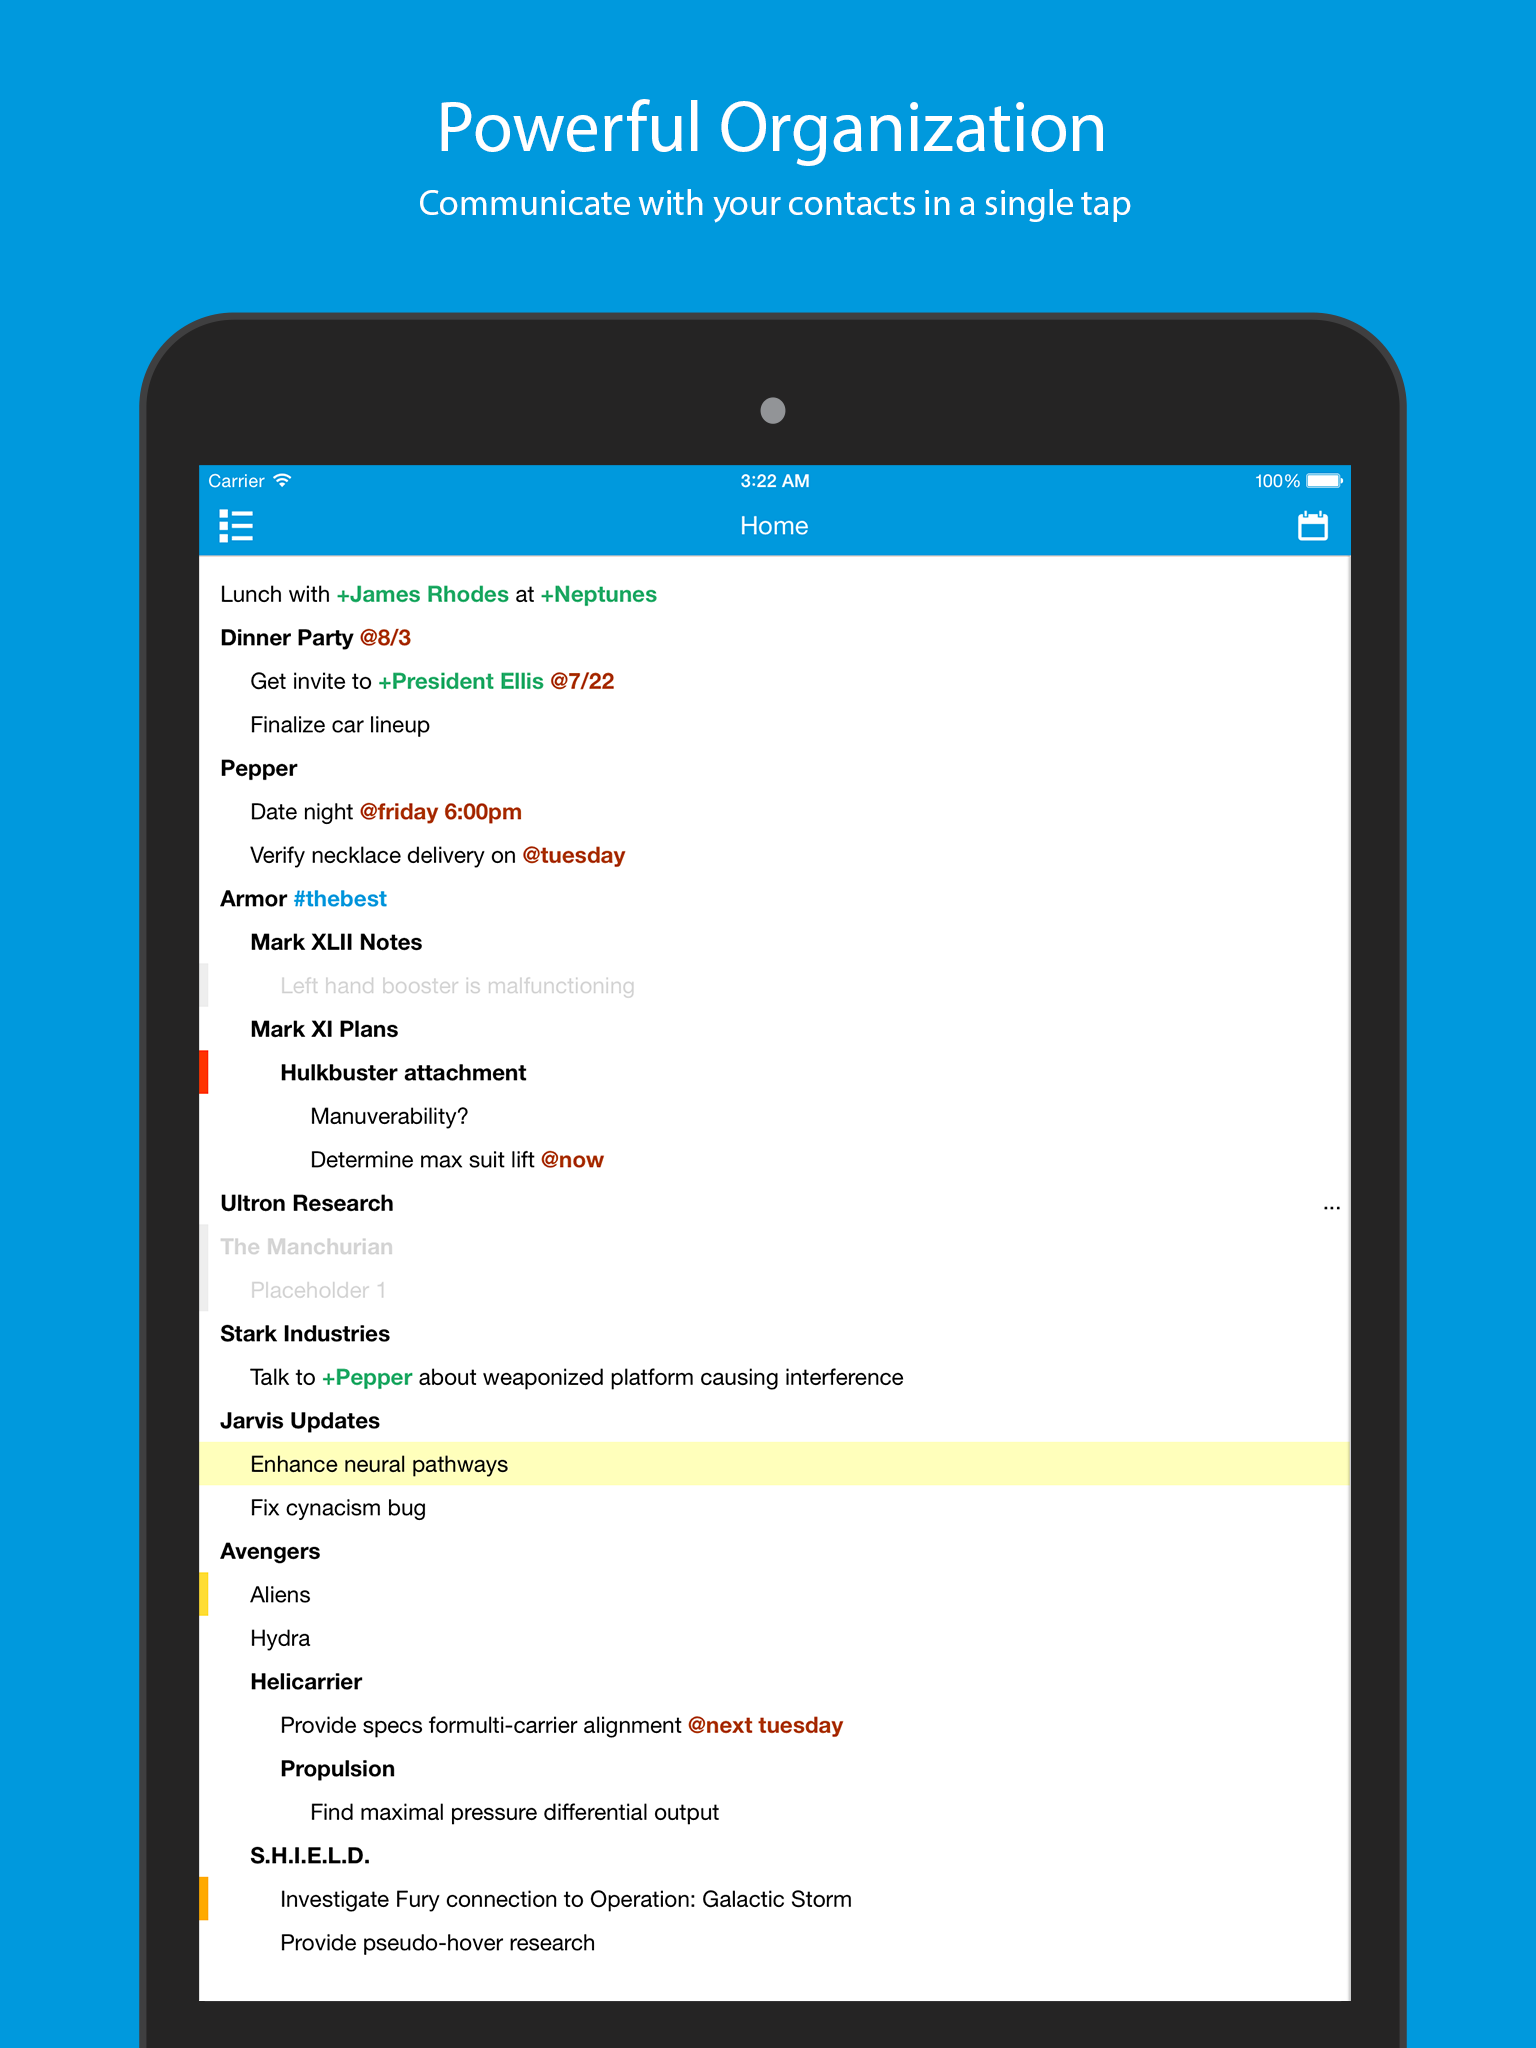 Powerful Organization
Communicate with your contacts in a single tap
Carrier 3:22 AM 100%
Home
Lunch with +James Rhodes at +Neptunes
Dinner Party @8/3
Get invite to +President Ellis @7/22
Finalize car lineup
Pepper
Date night @friday 6:00pm
Verify necklace delivery on @tuesday
Armor #thebest
Mark XLII Notes
Left hand booster is malfunctioning
Mark XI Plans
Hulkbuster attachment
Manuverability?
Determine max suit lift @now
Ultron Research ...
The Manchurian
Placeholder 1
Stark Industries
Talk to +Pepper about weaponized platform causing interference
Jarvis Updates
Enhance neural pathways
Fix cynacism bug
Avengers
Aliens
Hydra
Helicarrier
Provide specs formulti-carrier alignment @next tuesday
Propulsion
Find maximal pressure differential output
S.H.I.E.L.D.
Investigate Fury connection to Operation: Galactic Storm
Provide pseudo-hover research